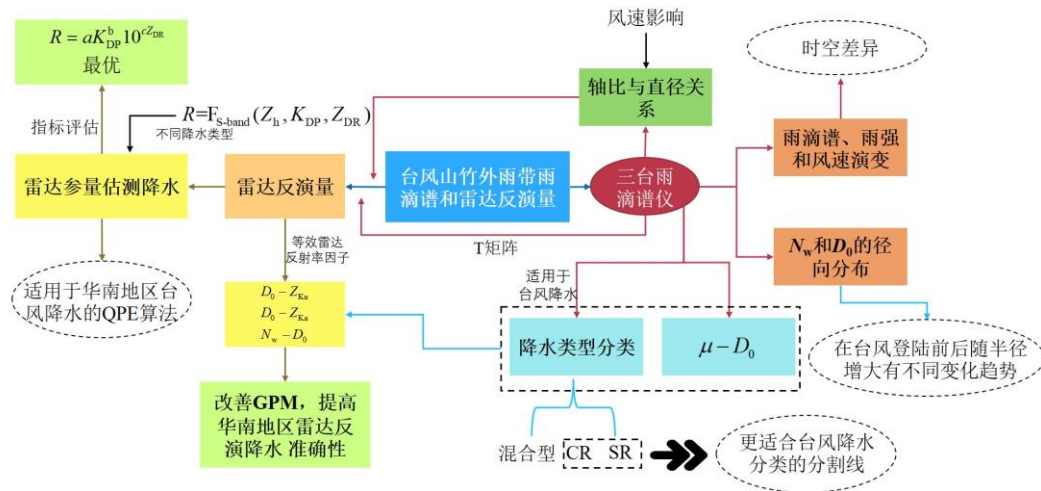 R = aK_DP^b 10^{cZ_DR}
最优
指标评估
R=F_S-band(Z_h, K_DP, Z_DR)
不同降水类型
风速影响
轴比与直径关
系
时空差异
雨滴谱、雨强
和风速演变
雷达参量估测降水
雷达反演量
台风山竹外雨带雨
滴谱和雷达反演量
三台雨
滴谱仪
T矩阵
等效雷达
反射率因子
适用于
台风降水
N_w和D_0的径
向分布
适用于华南地区台
风降水的QPE算法
D_0 − Z_Ku
D_0 − Z_Ka
N_w − D_0
降水类型分类
μ − D_0
在台风登陆前后随半径
增大有不同变化趋势
改善GPM，提高
华南地区雷达反
演降水 准确性
混合型 CR SR
更适合台风降水
分类的分割线